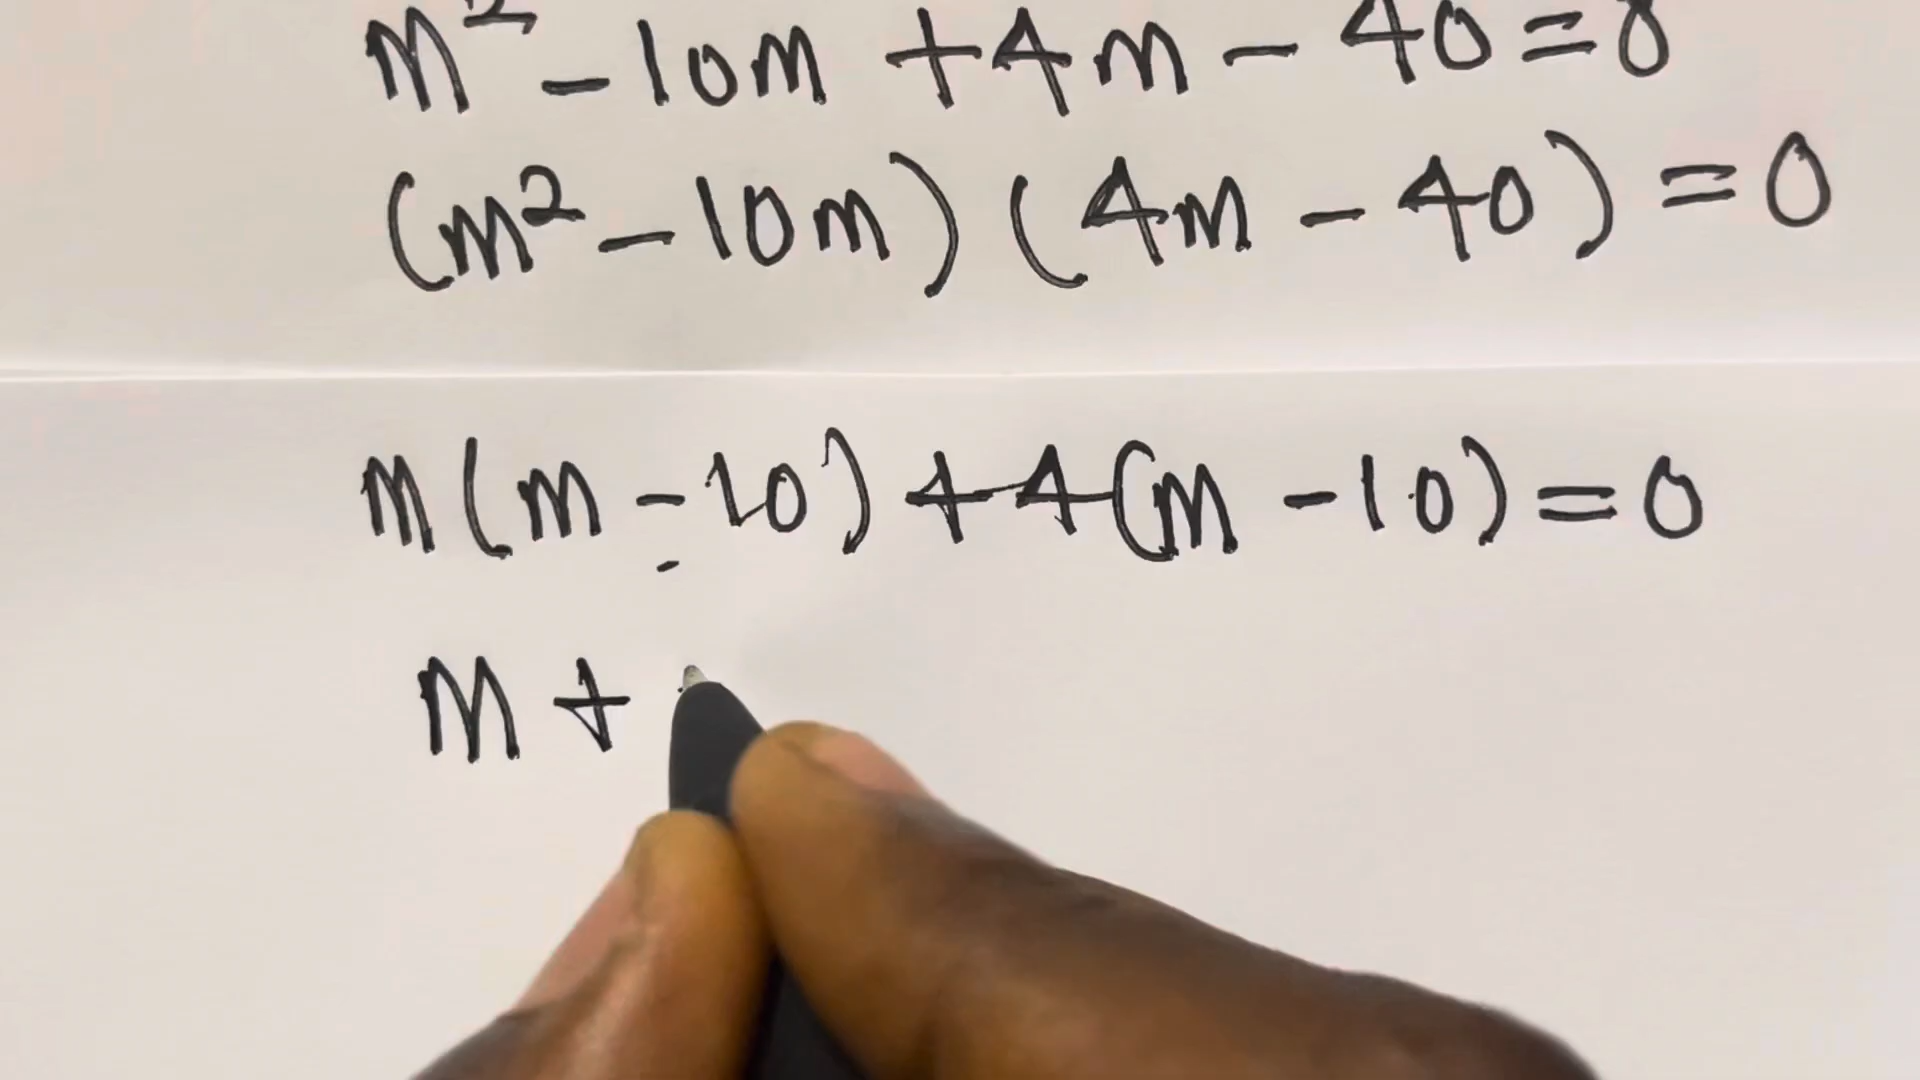 m² - 10m + 4m - 40 = 0
(m² - 10m) (4m - 40) = 0
m(m - 10) + 4(m - 10) = 0
m +